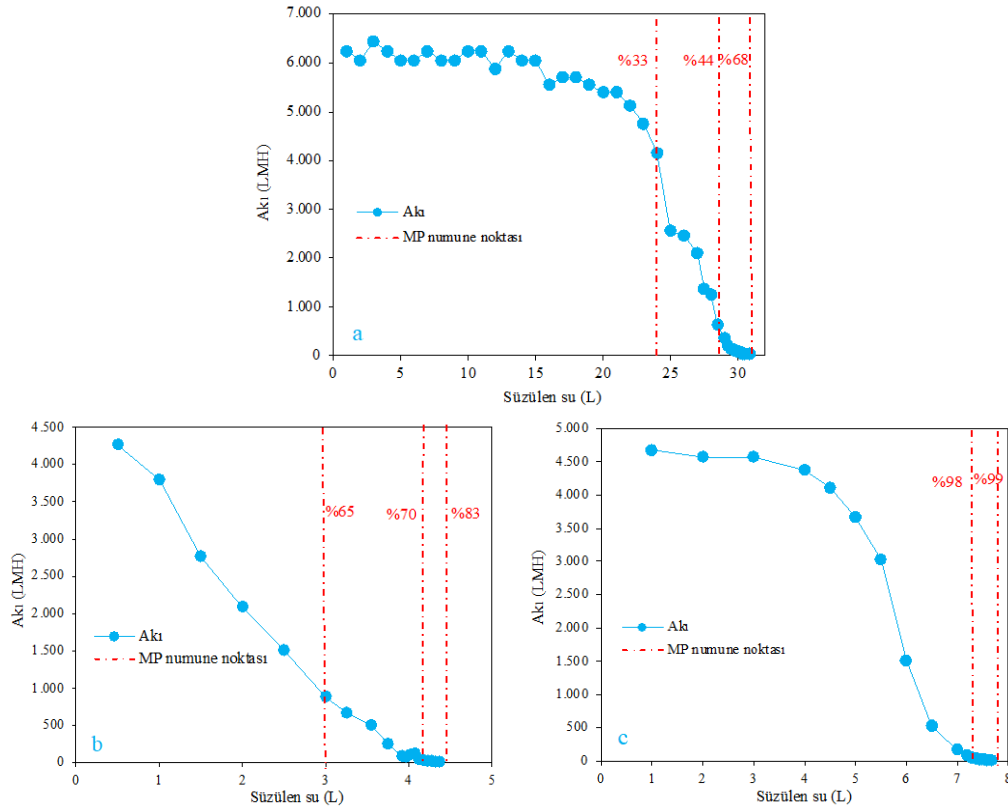 7.000
6.000
5.000
4.000
3.000
2.000
1.000
0
Akı (LMH)
%33
%44
%68
Akı
MP numune noktası
a
0 5 10 15 20 25 30
Süzülen su (L)
4.500
4.000
3.500
3.000
2.500
2.000
1.500
1.000
500
0
Akı (LMH)
%65
%70
%83
Akı
MP numune noktası
b
0 1 2 3 4 5
Süzülen su (L)
5.000
4.500
4.000
3.500
3.000
2.500
2.000
1.500
1.000
500
0
Akı (LMH)
%98
%99
Akı
MP numune noktası
c
0 1 2 3 4 5 6 7 8
Süzülen su (L)